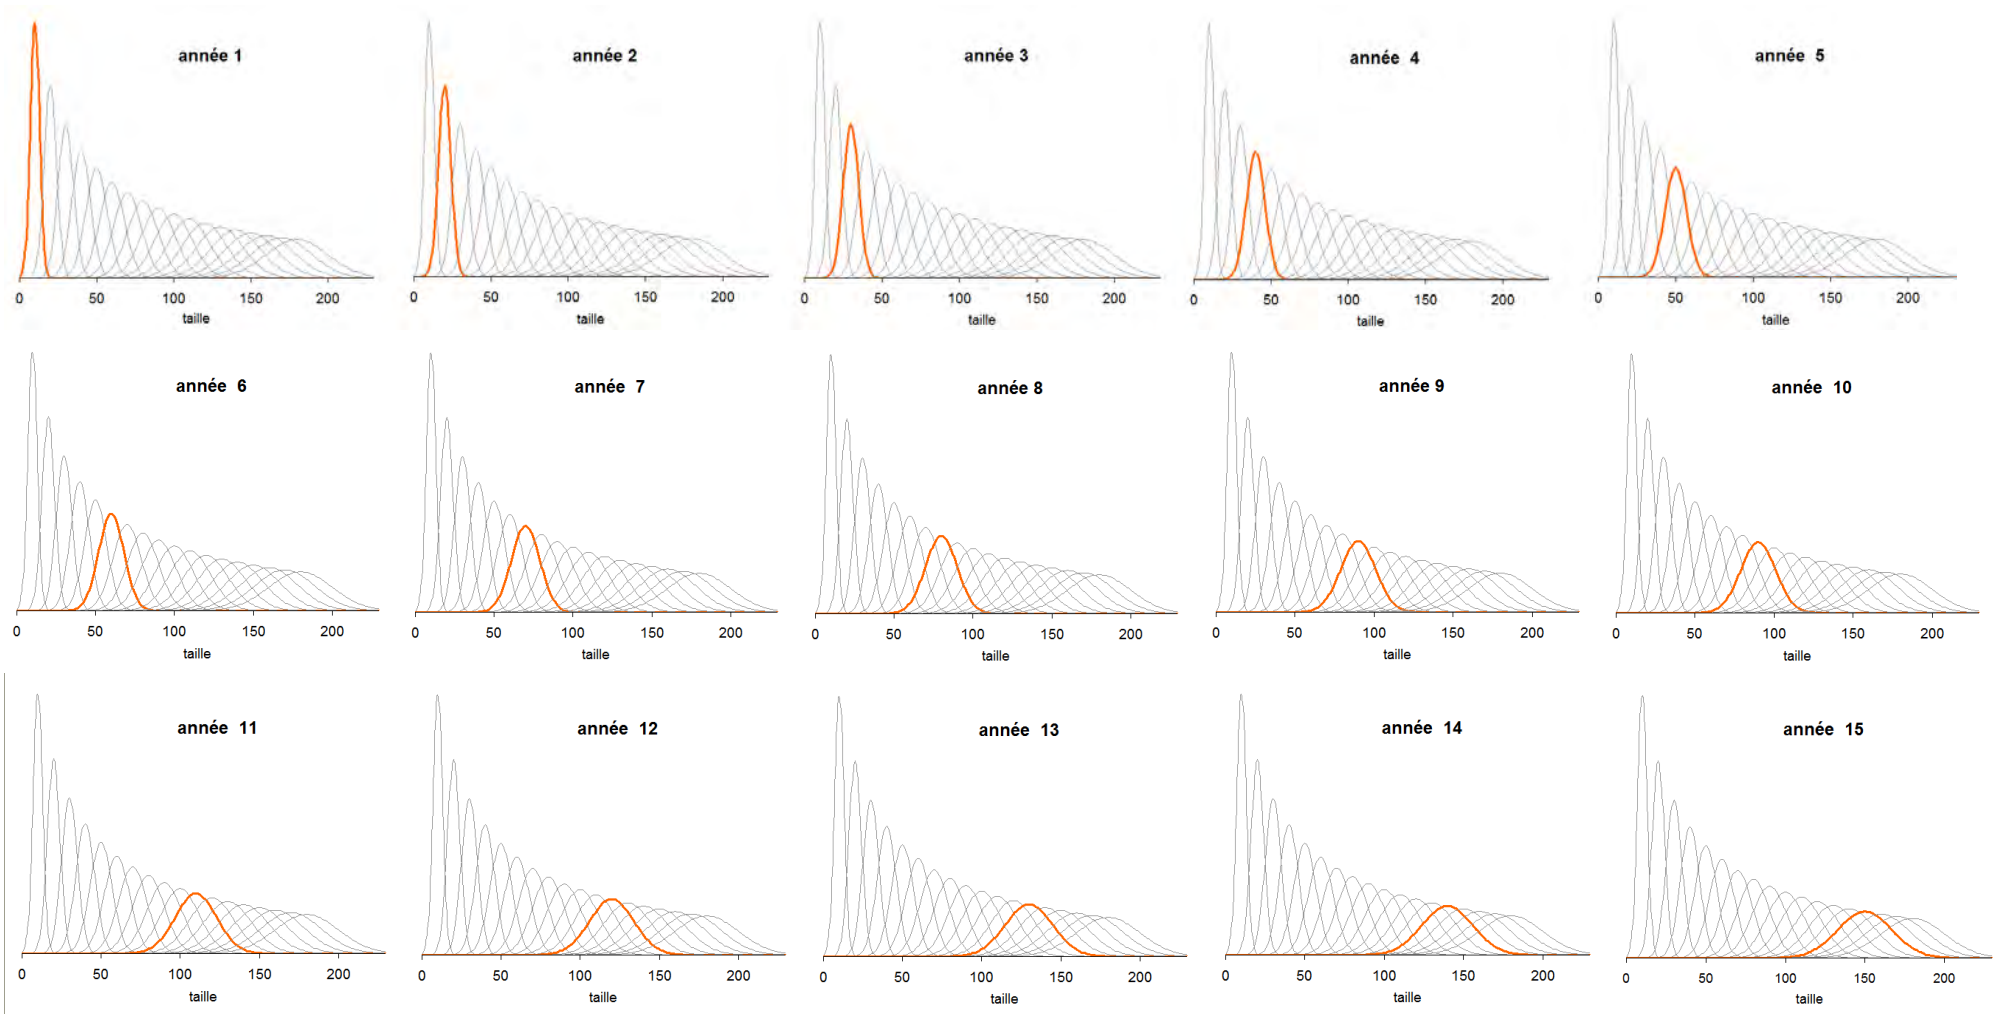 année 1
0 50 100 150 200
taille
année 2
0 50 100 150 200
taille
année 3
0 50 100 150 200
taille
année 4
0 50 100 150 200
taille
année 5
0 50 100 150 200
taille
année 6
0 50 100 150 200
taille
année 7
0 50 100 150 200
taille
année 8
0 50 100 150 200
taille
année 9
0 50 100 150 200
taille
année 10
0 50 100 150 200
taille
année 11
0 50 100 150 200
taille
année 12
0 50 100 150 200
taille
année 13
0 50 100 150 200
taille
année 14
0 50 100 150 200
taille
année 15
0 50 100 150 200
taille